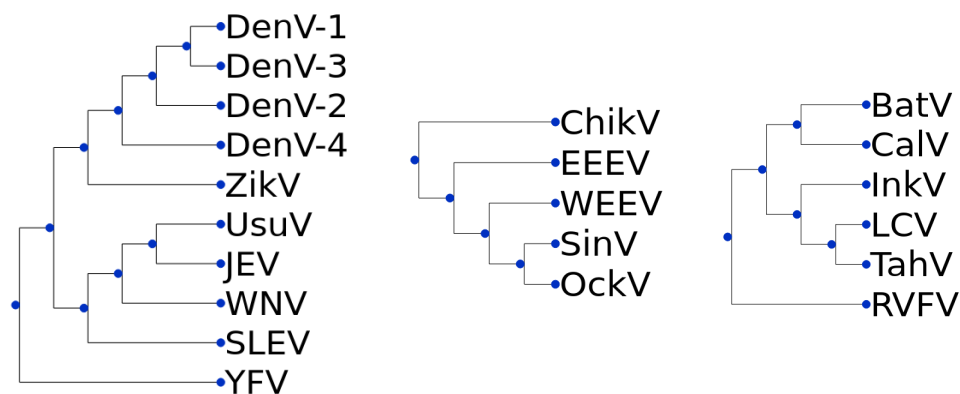 DenV-1
DenV-3
DenV-2
DenV-4
ZikV
UsuV
JEV
WNV
SLEV
YFV
ChikV
EEEV
WEEV
SinV
OckV
BatV
CalV
InkV
LCV
TahV
RVFV